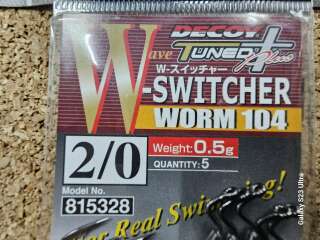 DECOY
Wave TUNED+ Plus
W-スイッチャー
W-SWITCHER
WORM 104
2/0
Weight: 0.5g
QUANTITY: 5
Model No.
815328
Real Swimming!
Galaxy S23 Ultra